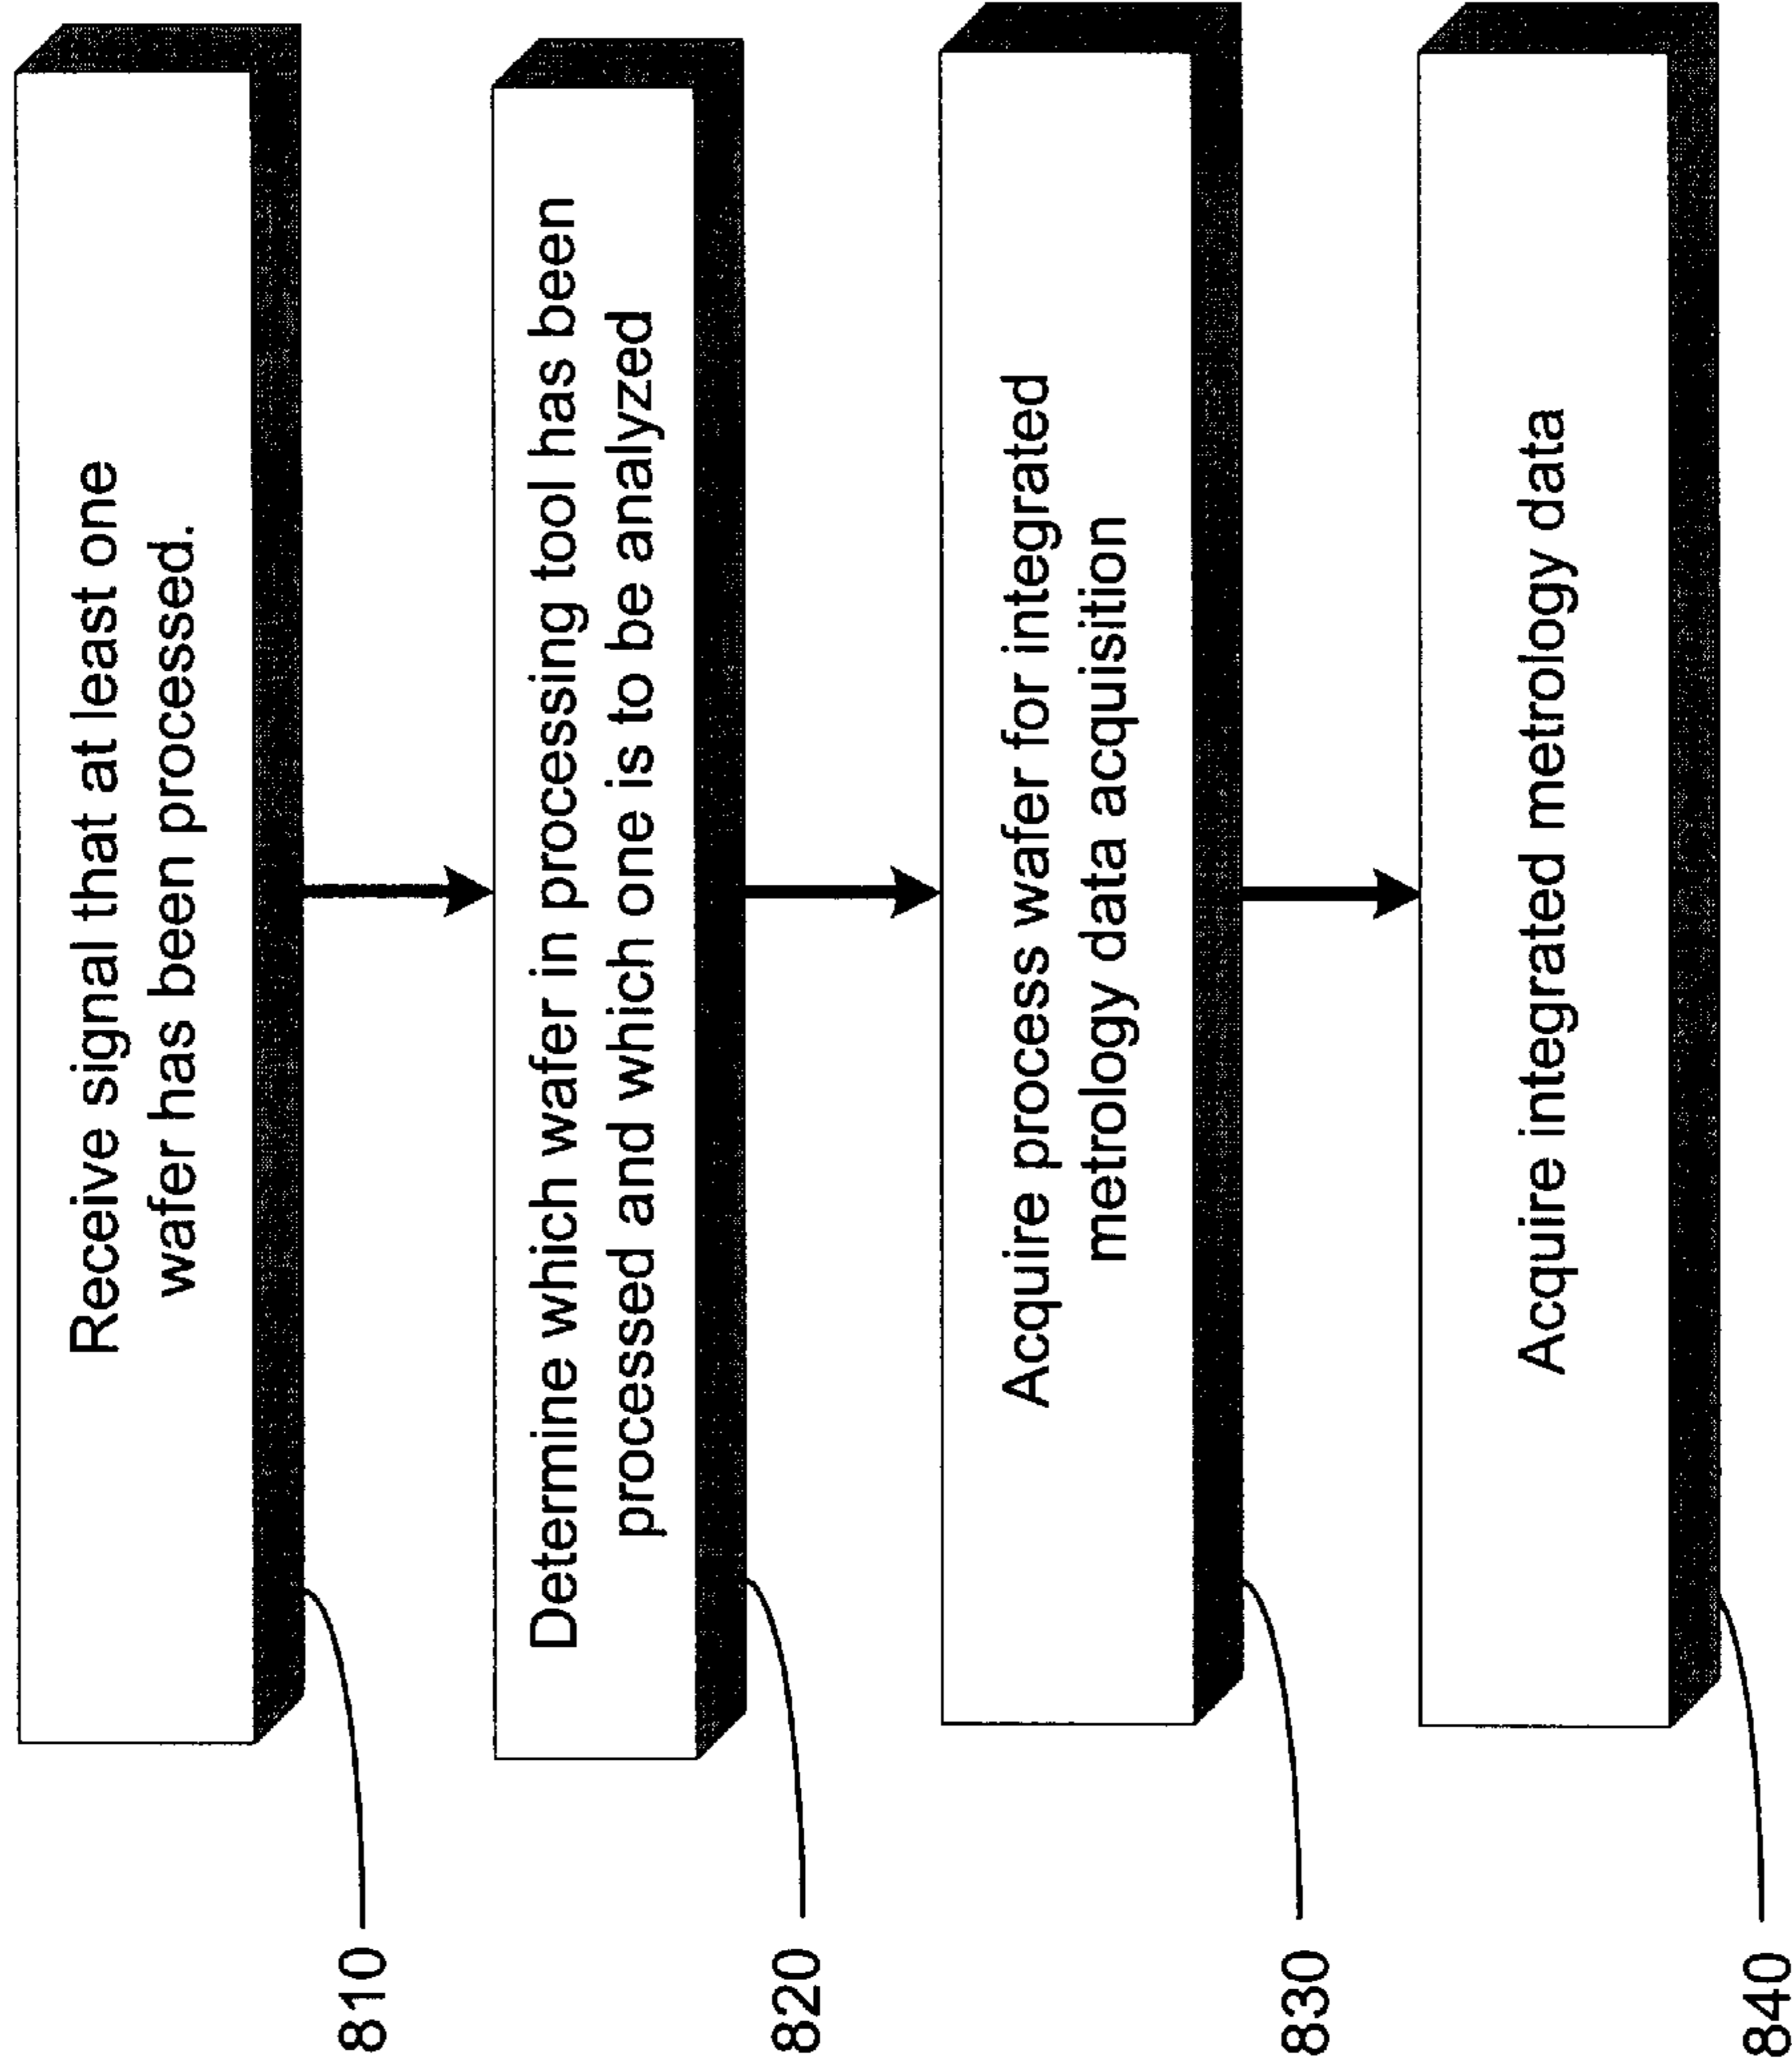 Receive signal that at least one
wafer has been processed.
810
Determine which wafer in processing tool has been
processed and which one is to be analyzed
820
Acquire process wafer for integrated
metrology data acquisition
830
Acquire integrated metrology data
840